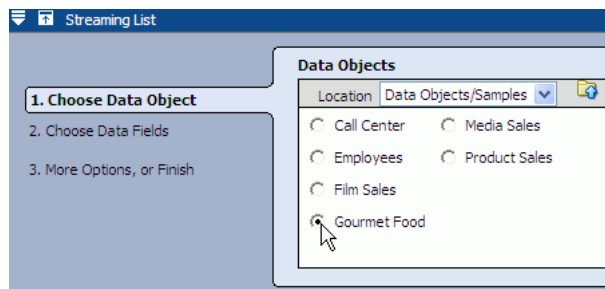 Streaming List
Data Objects
Location Data Objects/Samples
1. Choose Data Object
2. Choose Data Fields
3. More Options, or Finish
Call Center Media Sales
Employees Product Sales
Film Sales
Gourmet Food